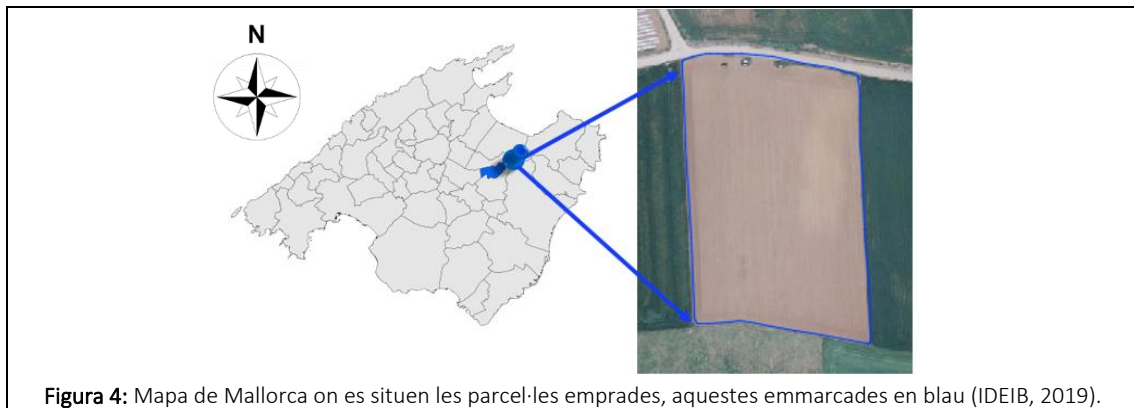 N
Figura 4: Mapa de Mallorca on es situen les parcel·les emprades, aquestes emmarcades en blau (IDEIB, 2019).